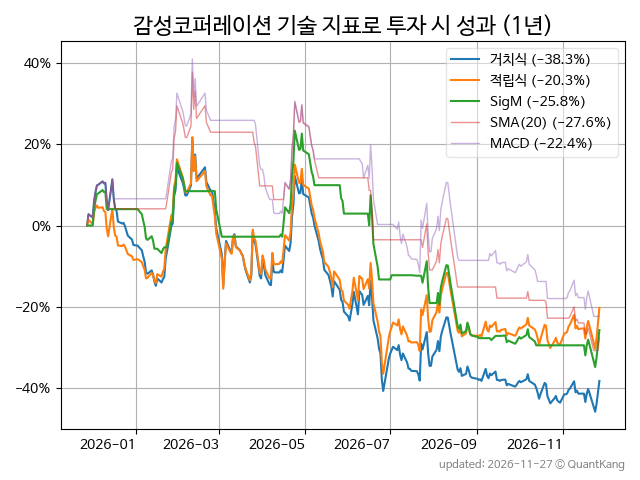 감성코퍼레이션 기술 지표로 투자 시 성과 (1년)
거치식 (−38.3%)
적립식 (−20.3%)
SigM (−25.8%)
SMA(20) (−27.6%)
MACD (−22.4%)
40%
20%
0%
−20%
−40%
2026-01 2026-03 2026-05 2026-07 2026-09 2026-11
updated: 2026-11-27 © QuantKang